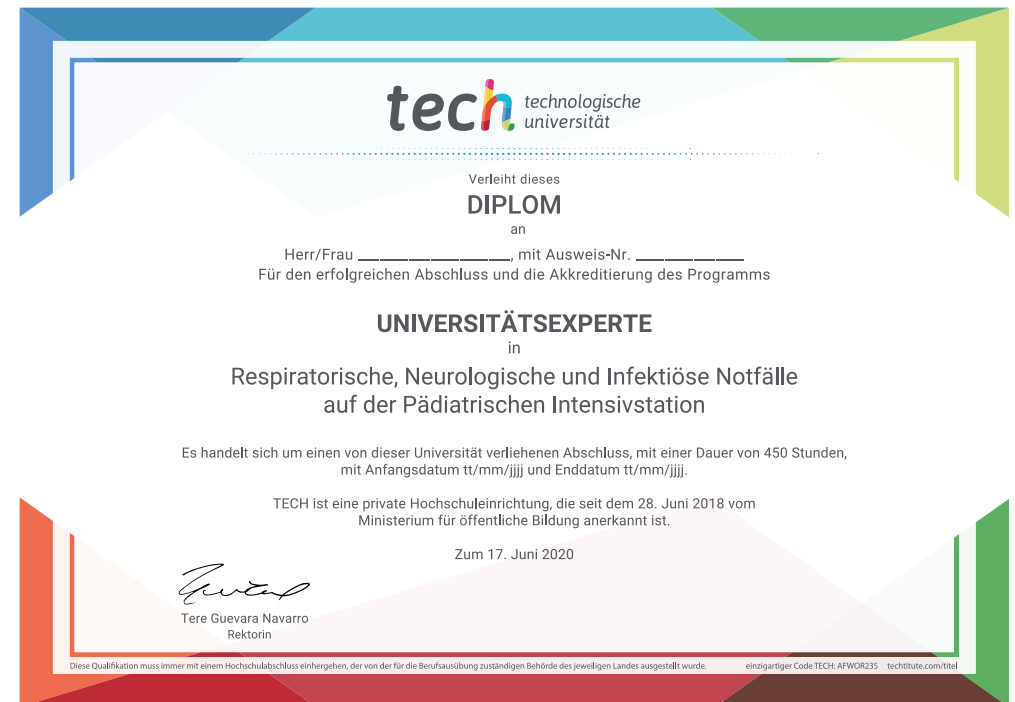 tech technologische
universität
Verleiht dieses
DIPLOM
an
Herr/Frau ____________________, mit Ausweis-Nr. ______________
Für den erfolgreichen Abschluss und die Akkreditierung des Programms
UNIVERSITÄTSEXPERTE
in
Respiratorische, Neurologische und Infektiöse Notfälle
auf der Pädiatrischen Intensivstation
Es handelt sich um einen von dieser Universität verliehenen Abschluss, mit einer Dauer von 450 Stunden,
mit Anfangsdatum tt/mm/jjjj und Enddatum tt/mm/jjjj.
TECH ist eine private Hochschuleinrichtung, die seit dem 28. Juni 2018 vom
Ministerium für öffentliche Bildung anerkannt ist.
Zum 17. Juni 2020
Tere Guevara Navarro
Rektorin
Diese Qualifikation muss immer mit einem Hochschulabschluss einhergehen, der von der für die Berufsausübung zuständigen Behörde des jeweiligen Landes ausgestellt wurde. einzigartiger Code TECH: AFWOR23S techtitute.com/titel